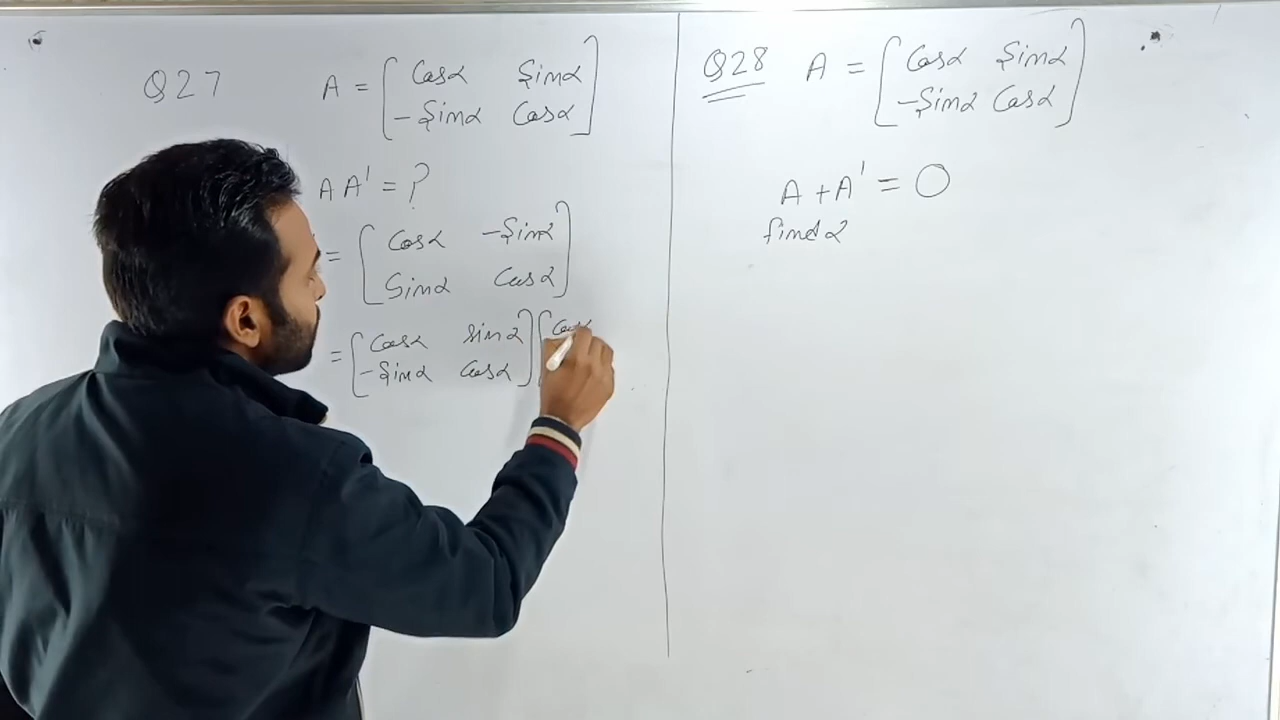 Q27 A = [ Cosα Sinα
-Sinα Cosα ]
AA' = ?
= [ Cosα -Sinα
Sinα Cosα ]
= [ Cosα Sinα ] [ Cos
-Sinα Cosα ]
Q28 A = [ Cosα Sinα
-Sinα Cosα ]
A + A' = O
find α